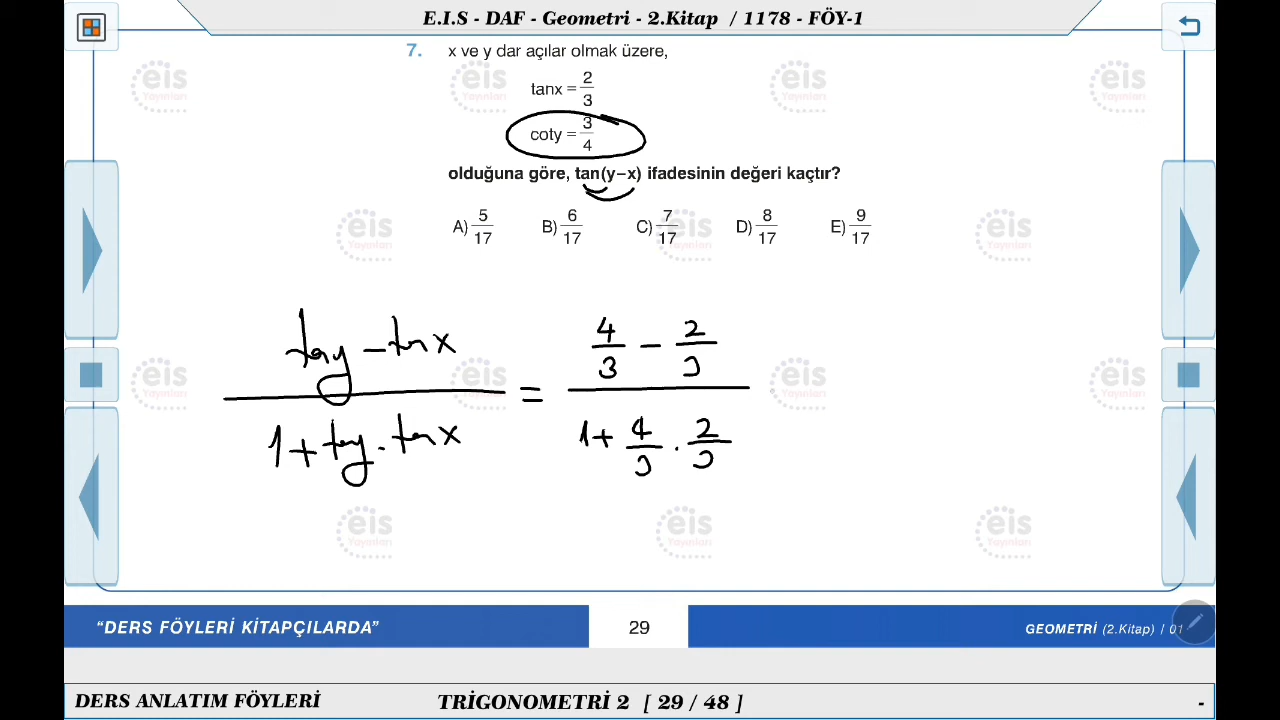 E.I.S - DAF - Geometri - 2.Kitap / 1178 - FÖY-1
7. x ve y dar açılar olmak üzere,
tanx = 2/3
coty = 3/4
olduğuna göre, tan(y–x) ifadesinin değeri kaçtır?
A) 5/17 B) 6/17 C) 7/17 D) 8/17 E) 9/17
tany – tanx / 1 + tany . tanx = 4/3 – 2/3 / 1 + 4/3 . 2/3
eis Yayınları
"DERS FÖYLERİ KİTAPÇILARDA"
29
GEOMETRİ (2.Kitap) / 01
DERS ANLATIM FÖYLERİ
TRİGONOMETRİ 2 [ 29 / 48 ]
-